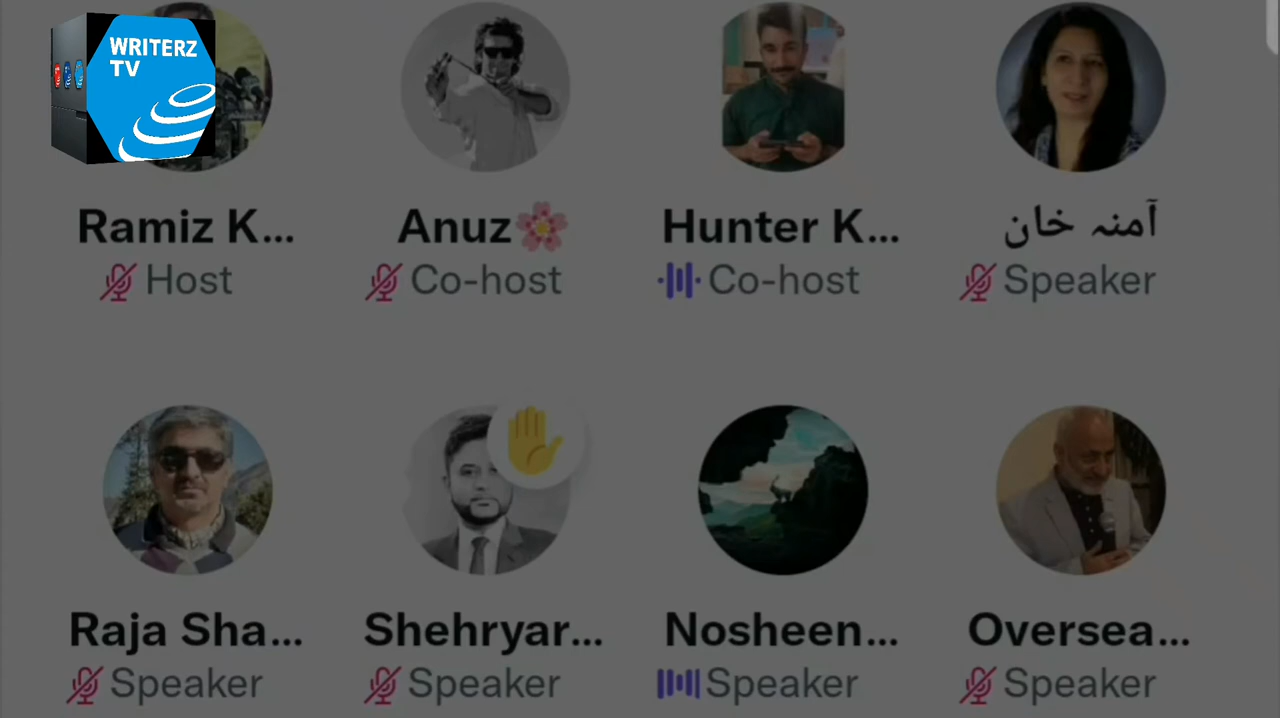 WRITERZ
TV
Ramiz K...
Anuz🌸
Hunter K...
آمنہ خان
Host
Co-host
Co-host
Speaker
Raja Sha...
Shehryar...
Nosheen...
Oversea...
Speaker
Speaker
Speaker
Speaker